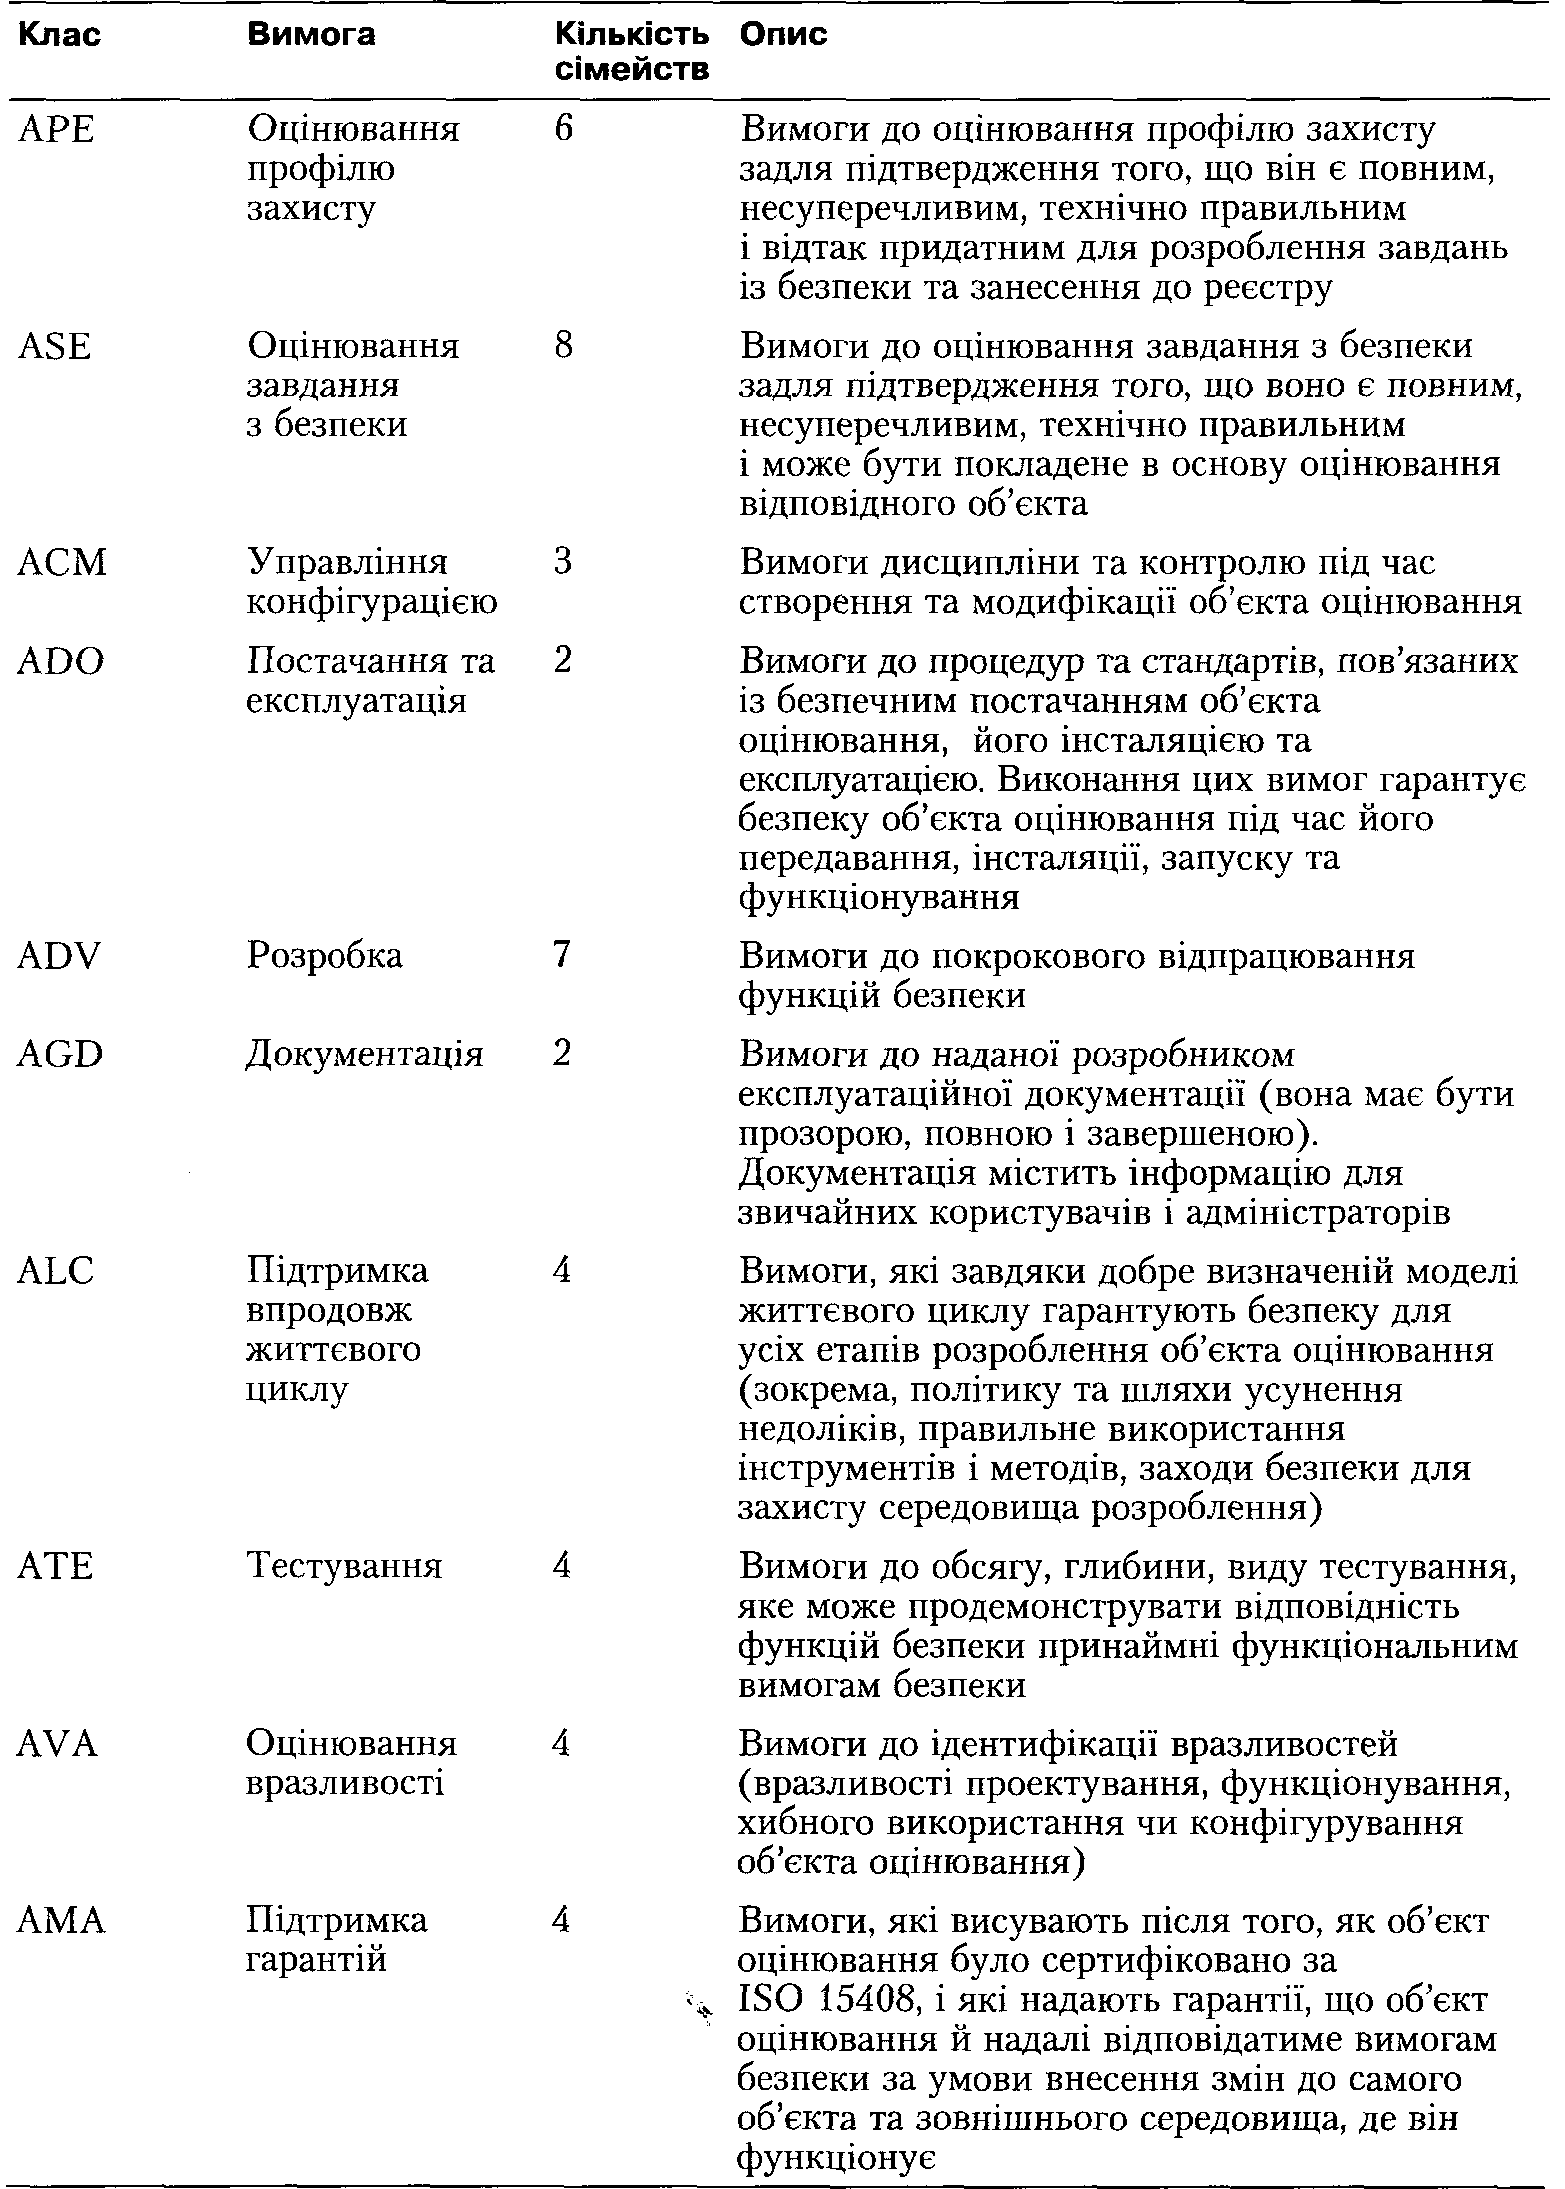 Клас Вимога Кількість сімейств Опис
APE Оцінювання 6 Вимоги до оцінювання профілю захисту
профілю задля підтвердження того, що він є повним,
захисту несуперечливим, технічно правильним
і відтак придатним для розроблення завдань
із безпеки та занесення до реєстру
ASE Оцінювання 8 Вимоги до оцінювання завдання з безпеки
завдання задля підтвердження того, що воно є повним,
з безпеки несуперечливим, технічно правильним
і може бути покладене в основу оцінювання
відповідного об’єкта
ACM Управління 3 Вимоги дисципліни та контролю під час
конфігурацією створення та модифікації об’єкта оцінювання
ADO Постачання та 2 Вимоги до процедур та стандартів, пов’язаних
експлуатація із безпечним постачанням об’єкта
оцінювання, його інсталяцією та
експлуатацією. Виконання цих вимог гарантує
безпеку об’єкта оцінювання під час його
передавання, інсталяції, запуску та
функціонування
ADV Розробка 7 Вимоги до покрокового відпрацювання
функцій безпеки
AGD Документація 2 Вимоги до наданої розробником
експлуатаційної документації (вона має бути
прозорою, повною і завершеною).
Документація містить інформацію для
звичайних користувачів і адміністраторів
ALC Підтримка 4 Вимоги, які завдяки добре визначеній моделі
впродовж життєвого циклу гарантують безпеку для
життєвого усіх етапів розроблення об’єкта оцінювання
циклу (зокрема, політику та шляхи усунення
недоліків, правильне використання
інструментів і методів, заходи безпеки для
захисту середовища розроблення)
ATE Тестування 4 Вимоги до обсягу, глибини, виду тестування,
яке може продемонструвати відповідність
функцій безпеки принаймні функціональним
вимогам безпеки
AVA Оцінювання 4 Вимоги до ідентифікації вразливостей
вразливості (вразливості проектування, функціонування,
хибного використання чи конфігурування
об’єкта оцінювання)
AMA Підтримка 4 Вимоги, які висувають після того, як об’єкт
гарантій оцінювання було сертифіковано за
ISO 15408, і які надають гарантії, що об’єкт
оцінювання й надалі відповідатиме вимогам
безпеки за умови внесення змін до самого
об’єкта та зовнішнього середовища, де він
функціонує